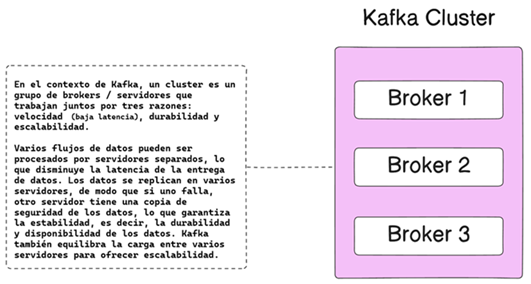 Kafka Cluster
En el contexto de Kafka, un cluster es un
grupo de brokers / servidores que
trabajan juntos por tres razones:
velocidad (baja latencia), durabilidad y
escalabilidad.
Varios flujos de datos pueden ser
procesados por servidores separados, lo
que disminuye la latencia de la entrega
de datos. Los datos se replican en varios
servidores, de modo que si uno falla,
otro servidor tiene una copia de
seguridad de los datos, lo que garantiza
la estabilidad, es decir, la durabilidad
y disponibilidad de los datos. Kafka
también equilibra la carga entre varios
servidores para ofrecer escalabilidad.
Broker 1
Broker 2
Broker 3